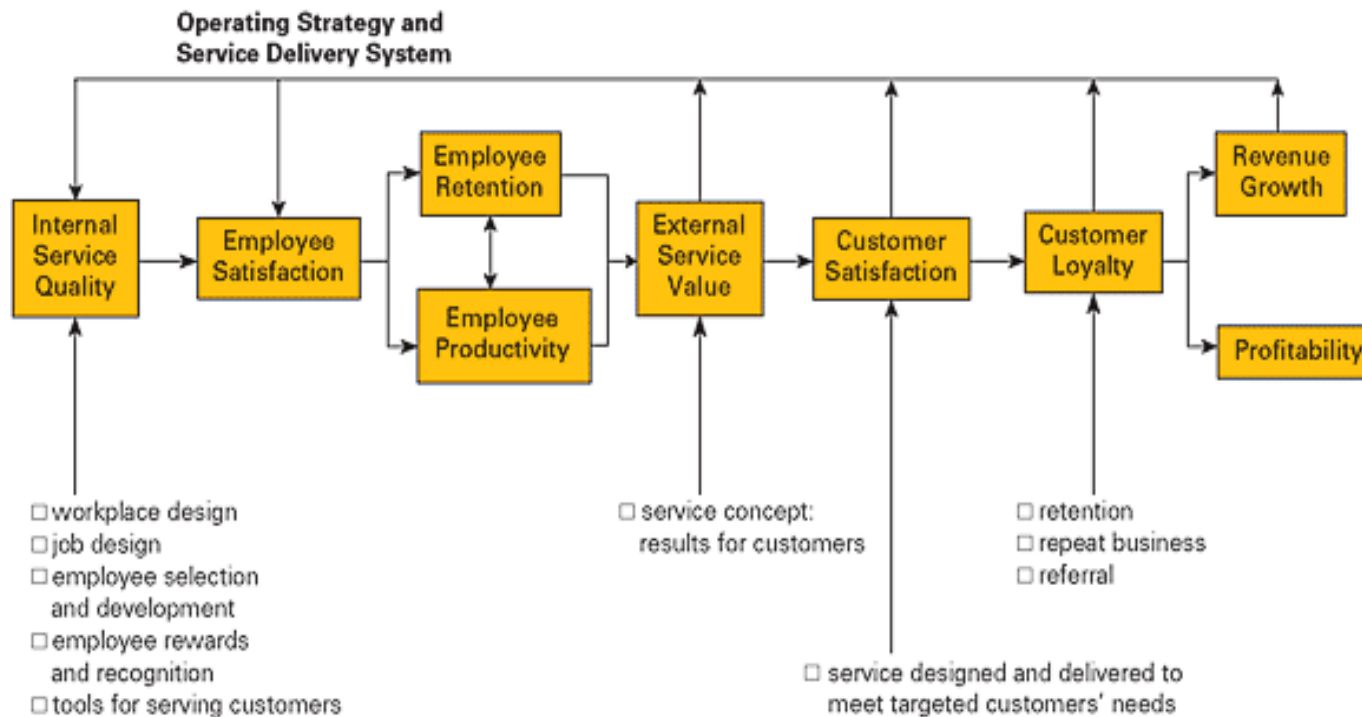 Operating Strategy and
Service Delivery System
Internal
Service
Quality
Employee
Satisfaction
Employee
Retention
Employee
Productivity
External
Service
Value
Customer
Satisfaction
Customer
Loyalty
Revenue
Growth
Profitability
□ workplace design
□ job design
□ employee selection
and development
□ employee rewards
and recognition
□ tools for serving customers
□ service concept:
results for customers
□ service designed and delivered to
meet targeted customers' needs
□ retention
□ repeat business
□ referral